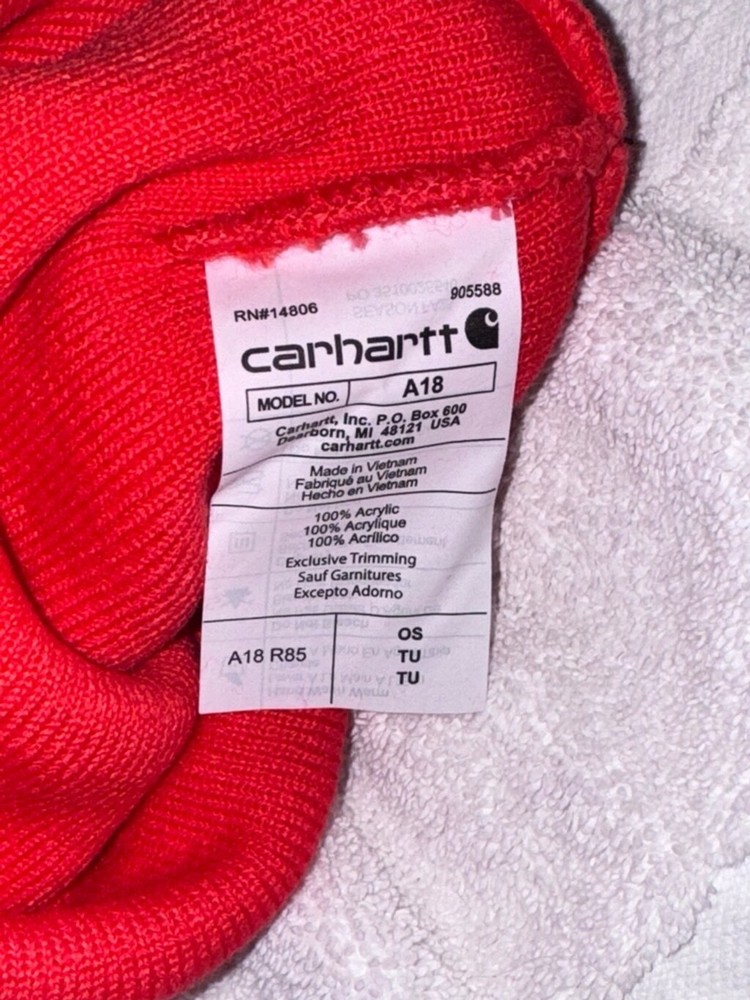 RN#14806
905588
carhartt
MODEL NO. A18
Carhartt, Inc. P.O. Box 600
Dearborn, MI 48121 USA
carhartt.com
Made in Vietnam
Fabriqué au Vietnam
Hecho en Vietnam
100% Acrylic
100% Acrylique
100% Acrílico
Exclusive Trimming
Sauf Garnitures
Excepto Adorno
A18 R85
OS
TU
TU